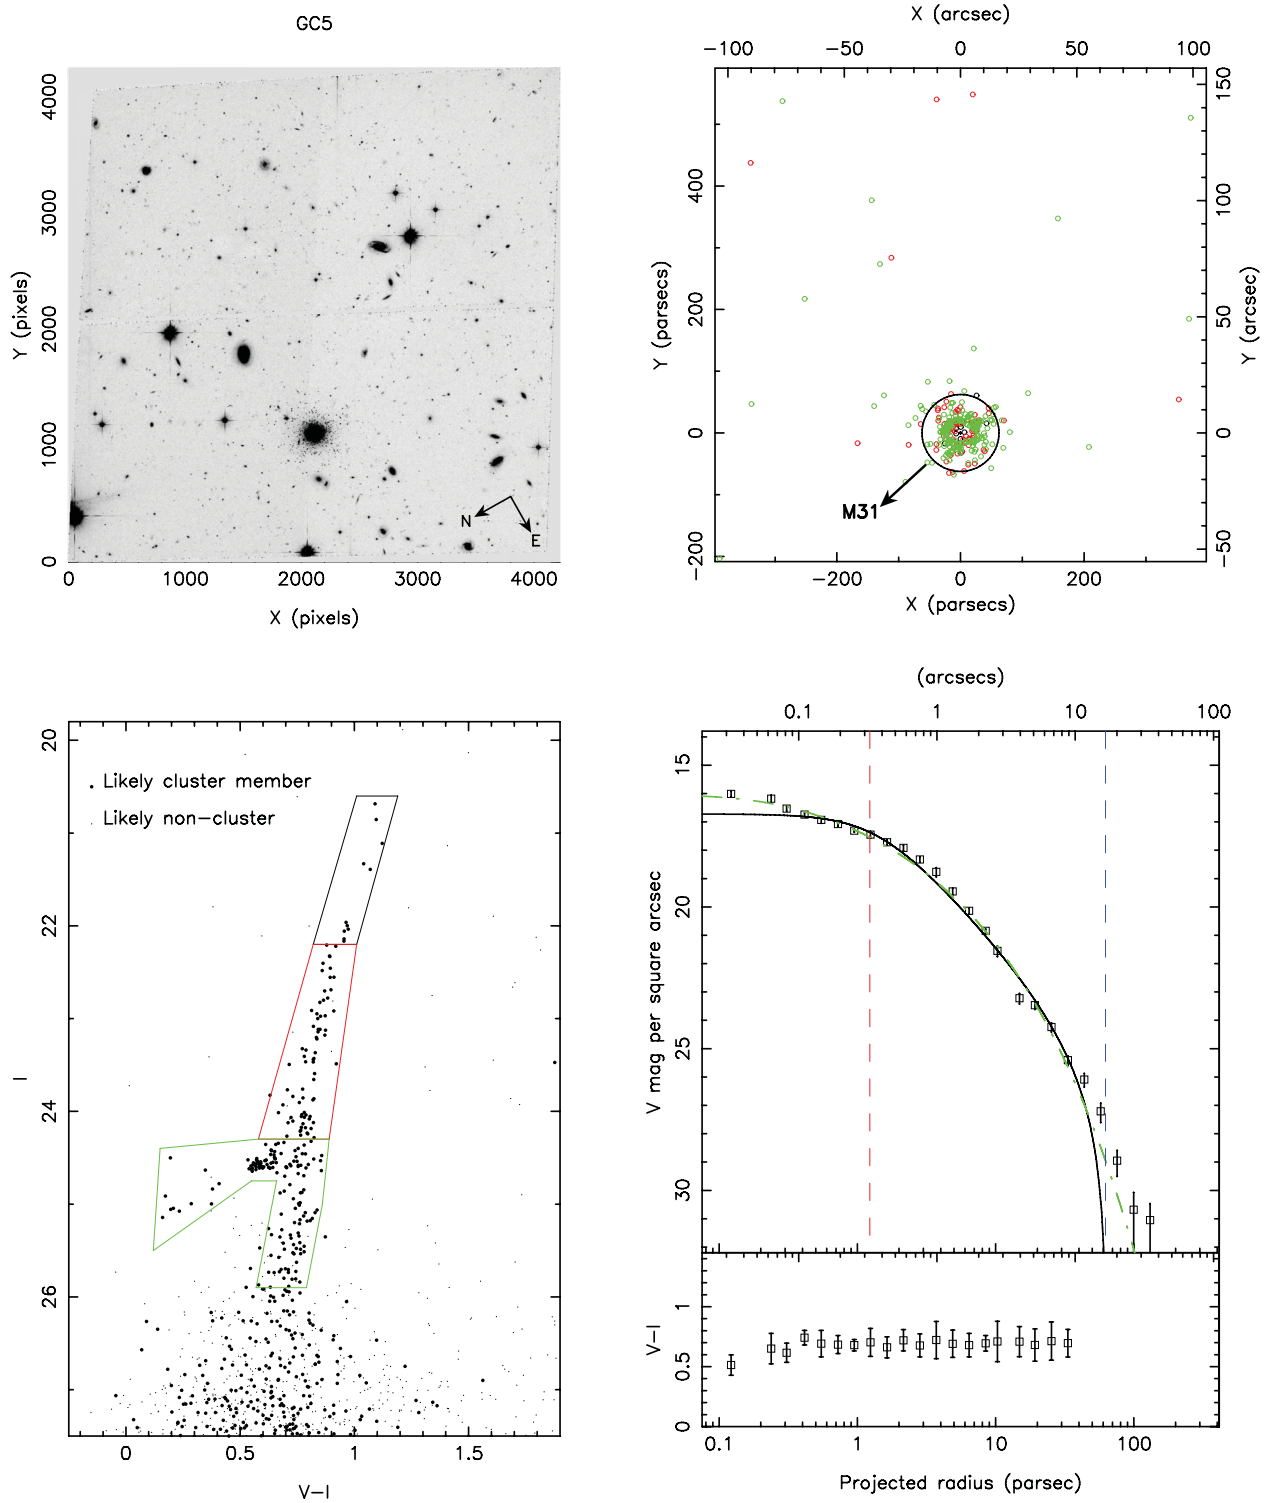 GC5
Y (pixels)
0 1000 2000 3000 4000
N
E
0 1000 2000 3000 4000
X (pixels)
X (arcsec)
−100 −50 0 50 100
Y (parsecs)
−200 0 200 400
M31
−50 0 50 100 150
Y (arcsec)
−200 0 200
X (parsecs)
20
Likely cluster member
Likely non−cluster
22
I
24
26
0 0.5 1 1.5
V−I
(arcsecs)
0.1 1 10 100
V mag per square arcsec
15
20
25
30
V−I
0 0.5 1
0.1 1 10 100
Projected radius (parsec)